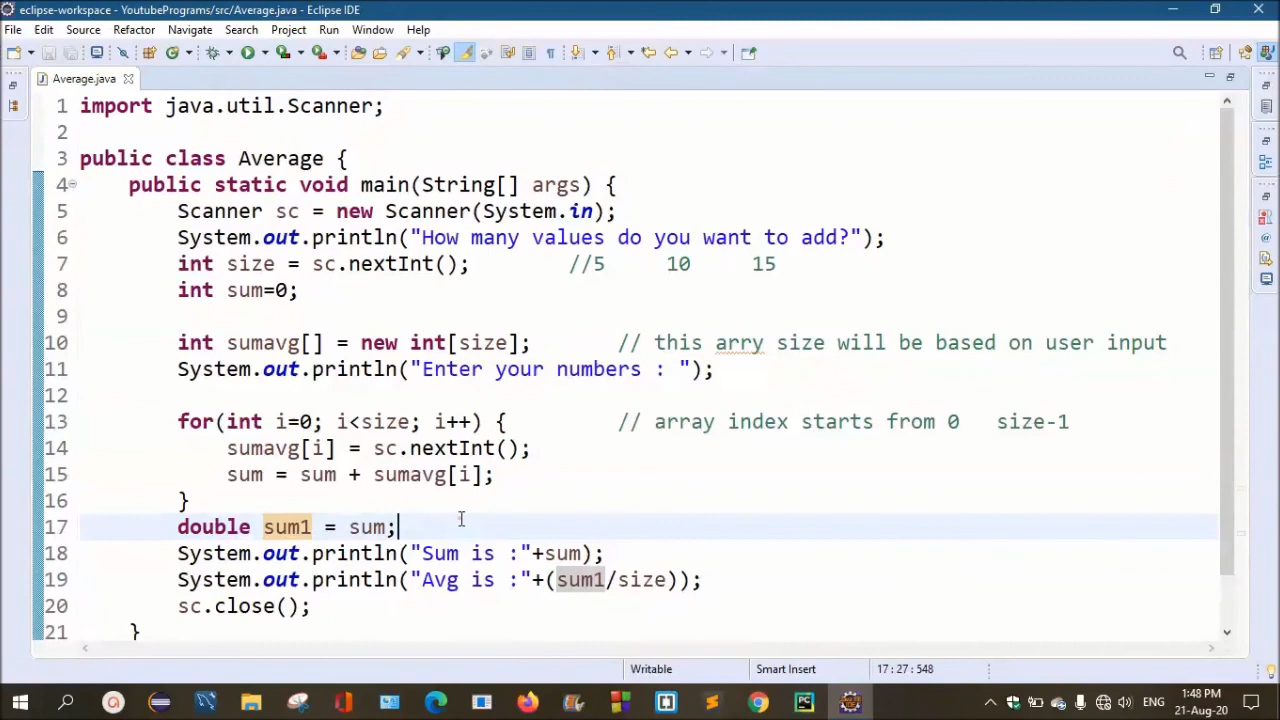 eclipse-workspace - YoutubePrograms/src/Average.java - Eclipse IDE
File Edit Source Refactor Navigate Search Project Run Window Help
Average.java
1 import java.util.Scanner;
2
3 public class Average {
4 public static void main(String[] args) {
5 Scanner sc = new Scanner(System.in);
6 System.out.println("How many values do you want to add?");
7 int size = sc.nextInt(); //5 10 15
8 int sum=0;
9
10 int sumavg[] = new int[size]; // this arry size will be based on user input
11 System.out.println("Enter your numbers : ");
12
13 for(int i=0; i<size; i++) { // array index starts from 0 size-1
14 sumavg[i] = sc.nextInt();
15 sum = sum + sumavg[i];
16 }
17 double sum1 = sum;
18 System.out.println("Sum is :"+sum);
19 System.out.println("Avg is :"+(sum1/size));
20 sc.close();
21 }
Writable Smart Insert 17 : 27 : 548
ENG 1:48 PM
21-Aug-20